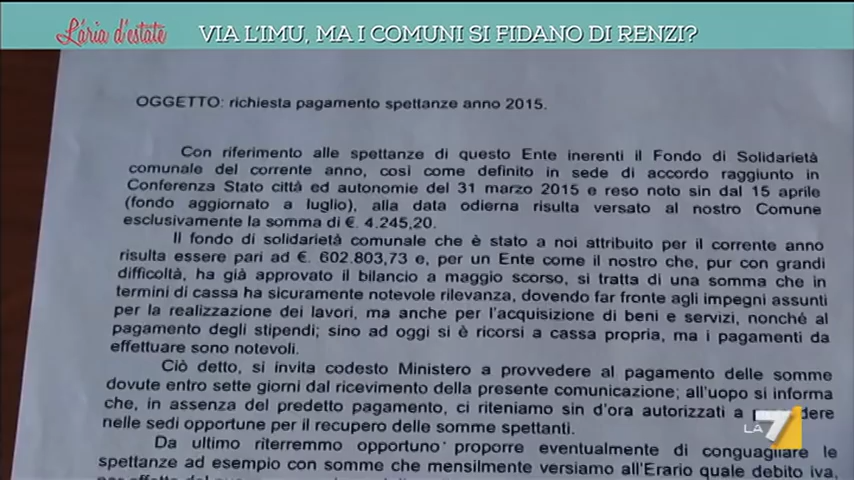 L'aria d'estate
VIA L'IMU, MA I COMUNI SI FIDANO DI RENZI?
OGGETTO: richiesta pagamento spettanze anno 2015.
Con riferimento alle spettanze di questo Ente inerenti il Fondo di Solidarietà
comunale del corrente anno, così come definito in sede di accordo raggiunto in
Conferenza Stato città ed autonomie del 31 marzo 2015 e reso noto sin dal 15 aprile
(fondo aggiornato a luglio), alla data odierna risulta versato al nostro Comune
esclusivamente la somma di €. 4.245,20.
Il fondo di solidarietà comunale che è stato a noi attribuito per il corrente anno
risulta essere pari ad €. 602.803,73 e, per un Ente come il nostro che, pur con grandi
difficoltà, ha già approvato il bilancio a maggio scorso, si tratta di una somma che in
termini di cassa ha sicuramente notevole rilevanza, dovendo far fronte agli impegni assunti
per la realizzazione dei lavori, ma anche per l'acquisizione di beni e servizi, nonché al
pagamento degli stipendi; sino ad oggi si è ricorsi a cassa propria, ma i pagamenti da
effettuare sono notevoli.
Ciò detto, si invita codesto Ministero a provvedere al pagamento delle somme
dovute entro sette giorni dal ricevimento della presente comunicazione; all'uopo si informa
che, in assenza del predetto pagamento, ci riteniamo sin d'ora autorizzati a
nelle sedi opportune per il recupero delle somme spettanti.
Da ultimo riterremmo opportuno proporre eventualmente di conguagliare le
spettanze ad esempio con somme che mensilmente versiamo all'Erario quale debito iva,
LA 7